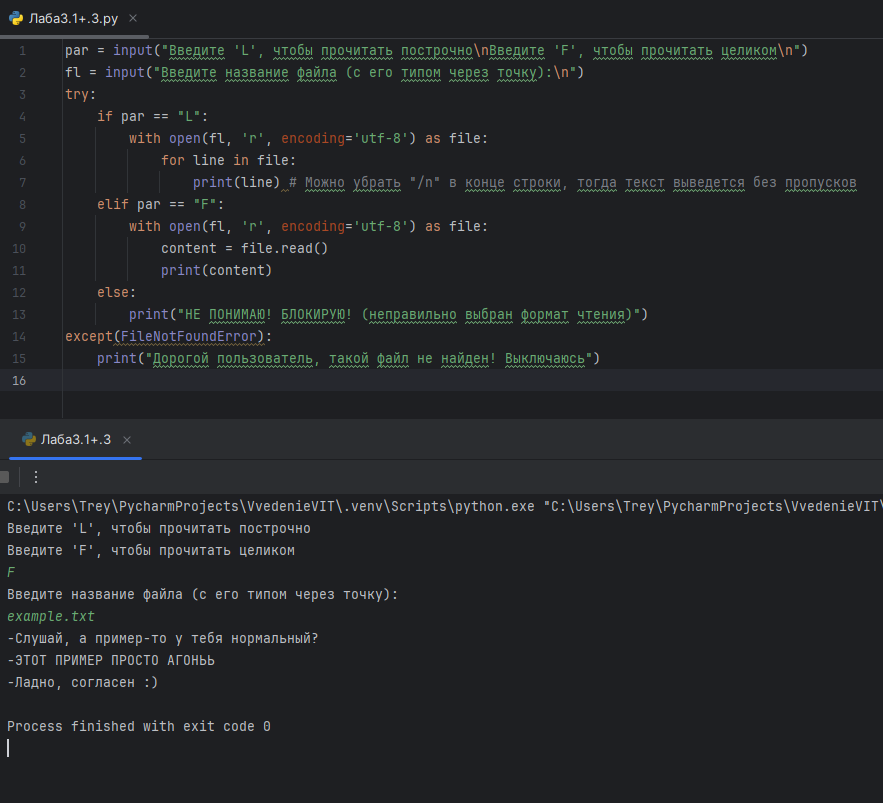 Лаба3.1+.3.py ×
1 par = input("Введите 'L', чтобы прочитать построчно\nВведите 'F', чтобы прочитать целиком\n")
2 fl = input("Введите название файла (с его типом через точку):\n")
3 try:
4 if par == "L":
5 with open(fl, 'r', encoding='utf-8') as file:
6 for line in file:
7 print(line) # Можно убрать "/n" в конце строки, тогда текст выведется без пропусков
8 elif par == "F":
9 with open(fl, 'r', encoding='utf-8') as file:
10 content = file.read()
11 print(content)
12 else:
13 print("НЕ ПОНИМАЮ! БЛОКИРУЮ! (неправильно выбран формат чтения)")
14 except(FileNotFoundError):
15 print("Дорогой пользователь, такой файл не найден! Выключаюсь")
16
Лаба3.1+.3 ×
C:\Users\Trey\PycharmProjects\VvedenieVIT\.venv\Scripts\python.exe "C:\Users\Trey\PycharmProjects\VvedenieVIT\
Введите 'L', чтобы прочитать построчно
Введите 'F', чтобы прочитать целиком
F
Введите название файла (с его типом через точку):
example.txt
-Слушай, а пример-то у тебя нормальный?
-ЭТОТ ПРИМЕР ПРОСТО АГОНЬЬ
-Ладно, согласен :)
Process finished with exit code 0